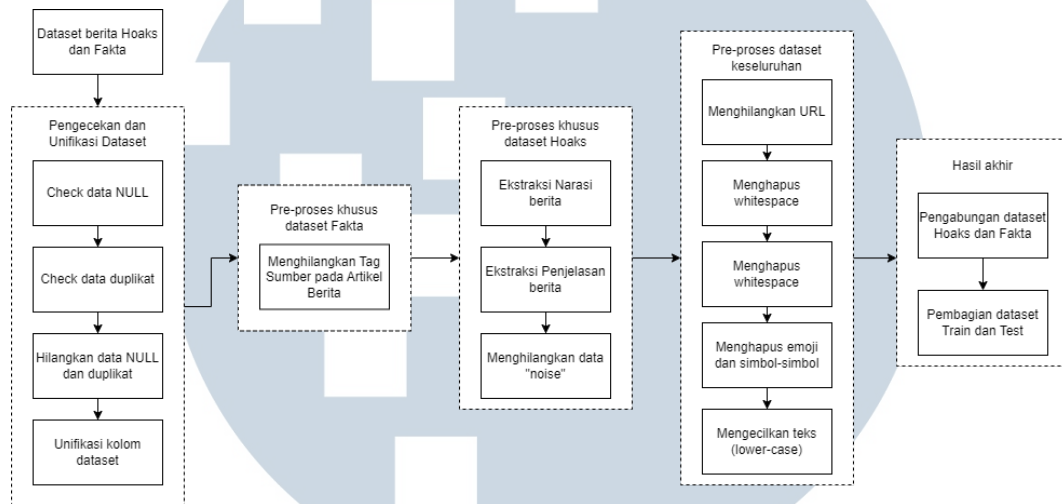 Dataset berita Hoaks
dan Fakta
Pengecekan dan
Unifikasi Dataset
Check data NULL
Check data duplikat
Hilangkan data NULL
dan duplikat
Unifikasi kolom
dataset
Pre-proses khusus
dataset Fakta
Menghilangkan Tag
Sumber pada Artikel
Berita
Pre-proses khusus
dataset Hoaks
Ekstraksi Narasi
berita
Ekstraksi Penjelasan
berita
Menghilangkan data
"noise"
Pre-proses dataset
keseluruhan
Menghilangkan URL
Menghapus
whitespace
Menghapus
whitespace
Menghapus emoji
dan simbol-simbol
Mengecilkan teks
(lower-case)
Hasil akhir
Pengabungan dataset
Hoaks dan Fakta
Pembagian dataset
Train dan Test